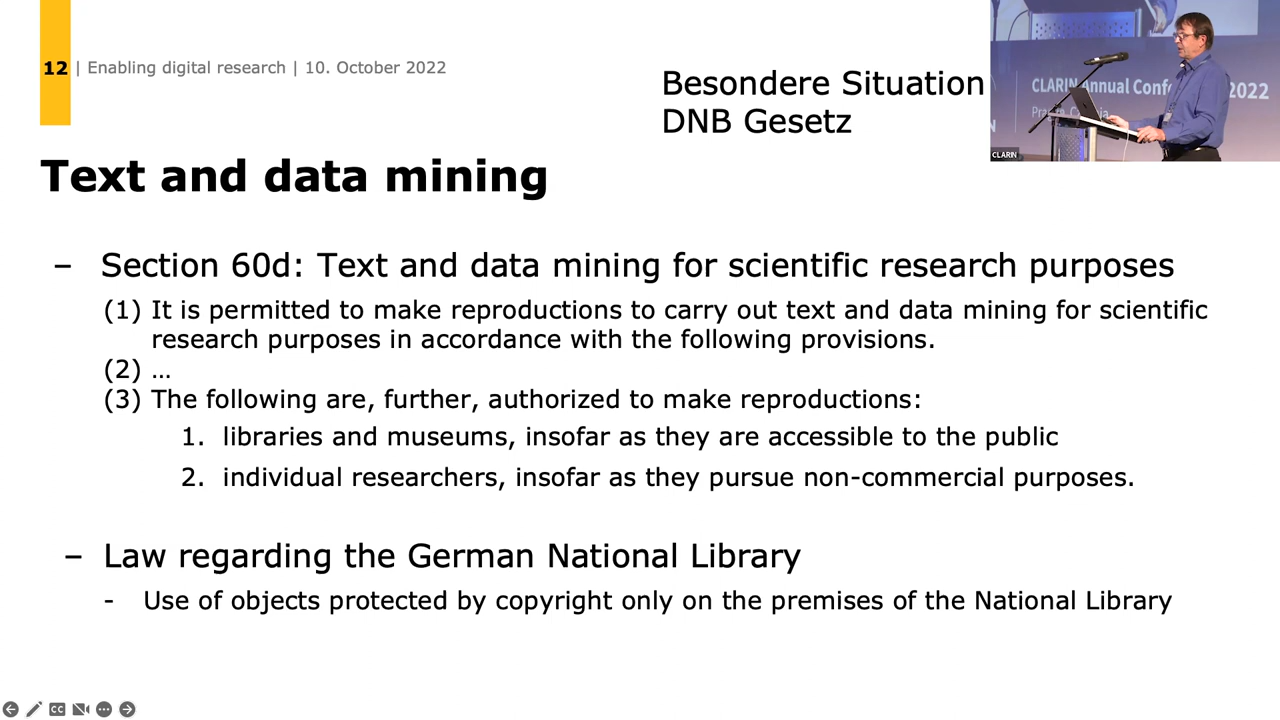 12 | Enabling digital research | 10. October 2022
Besondere Situation
DNB Gesetz
CLARIN Annual Conf 2022
CLARIN
Text and data mining
– Section 60d: Text and data mining for scientific research purposes
(1) It is permitted to make reproductions to carry out text and data mining for scientific
research purposes in accordance with the following provisions.
(2) ...
(3) The following are, further, authorized to make reproductions:
1. libraries and museums, insofar as they are accessible to the public
2. individual researchers, insofar as they pursue non-commercial purposes.
– Law regarding the German National Library
- Use of objects protected by copyright only on the premises of the National Library
CC